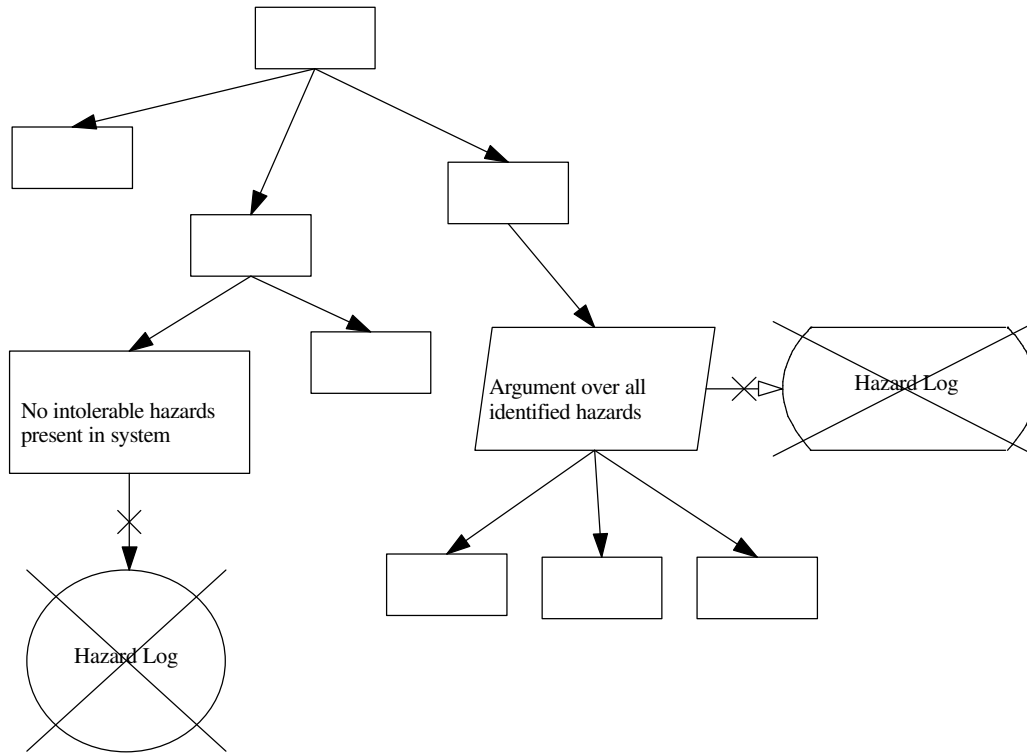 No intolerable hazards
present in system
Argument over all
identified hazards
Hazard Log
Hazard Log